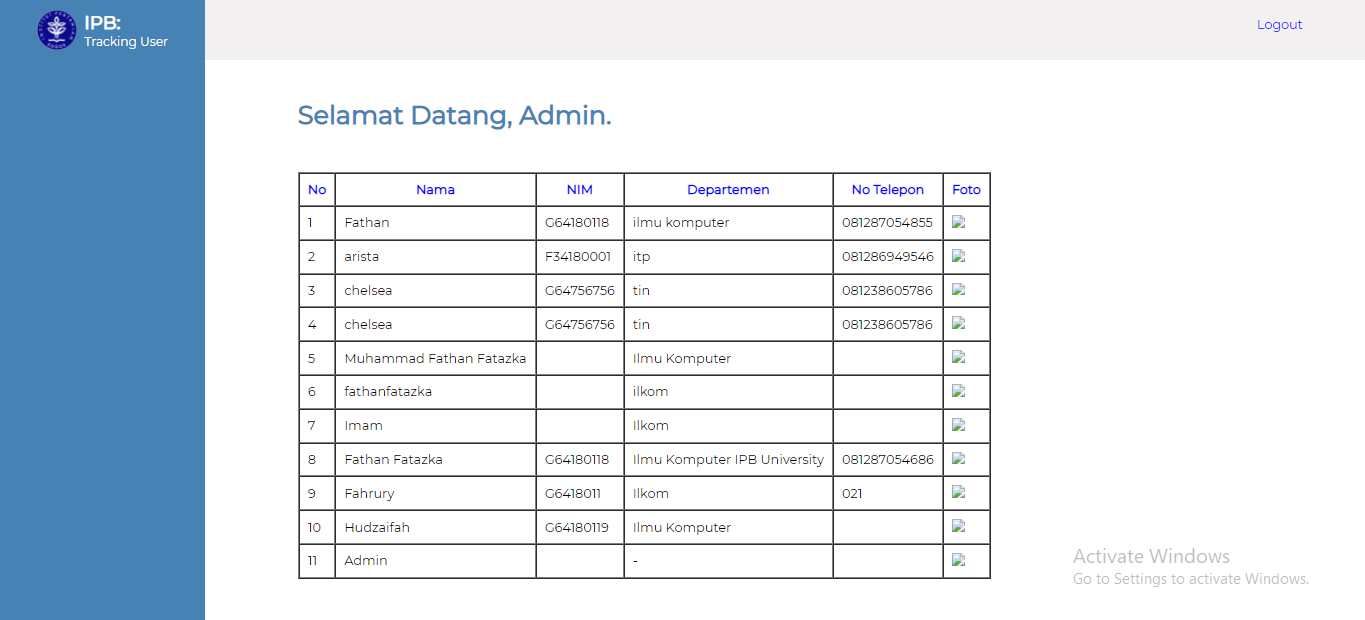 IPB:
Tracking User
Logout
Selamat Datang, Admin.
No Nama NIM Departemen No Telepon Foto
1 Fathan G64180118 ilmu komputer 081287054855
2 arista F34180001 itp 081286949546
3 chelsea G64756756 tin 081238605786
4 chelsea G64756756 tin 081238605786
5 Muhammad Fathan Fatazka Ilmu Komputer
6 fathanfatazka ilkom
7 Imam Ilkom
8 Fathan Fatazka G64180118 Ilmu Komputer IPB University 081287054686
9 Fahrury G6418011 Ilkom 021
10 Hudzaifah G64180119 Ilmu Komputer
11 Admin -
Activate Windows
Go to Settings to activate Windows.